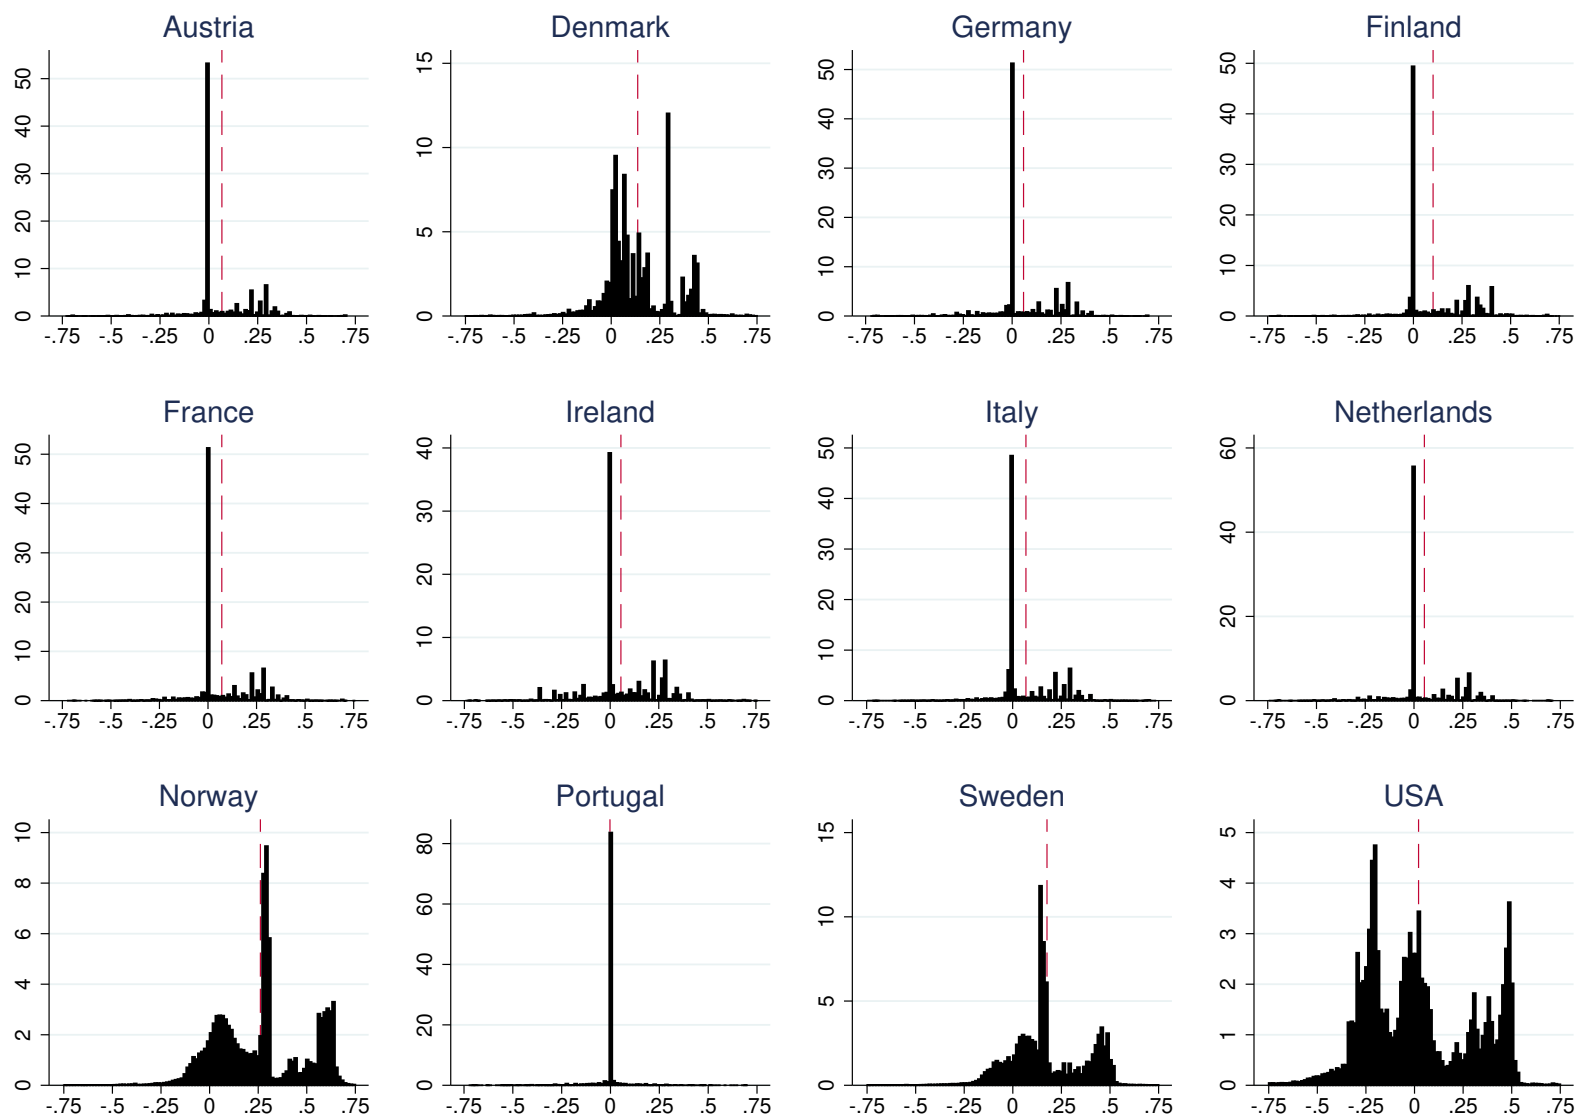 Austria Denmark Germany Finland
50 40 30 20 10 0
15 10 5 0
50 40 30 20 10 0
50 40 30 20 10 0
-.75 -.5 -.25 0 .25 .5 .75 -.75 -.5 -.25 0 .25 .5 .75 -.75 -.5 -.25 0 .25 .5 .75 -.75 -.5 -.25 0 .25 .5 .75
France Ireland Italy Netherlands
50 40 30 20 10 0
40 30 20 10 0
50 40 30 20 10 0
60 40 20 0
-.75 -.5 -.25 0 .25 .5 .75 -.75 -.5 -.25 0 .25 .5 .75 -.75 -.5 -.25 0 .25 .5 .75 -.75 -.5 -.25 0 .25 .5 .75
Norway Portugal Sweden USA
10 8 6 4 2 0
80 60 40 20 0
15 10 5 0
5 4 3 2 1 0
-.75 -.5 -.25 0 .25 .5 .75 -.75 -.5 -.25 0 .25 .5 .75 -.75 -.5 -.25 0 .25 .5 .75 -.75 -.5 -.25 0 .25 .5 .75